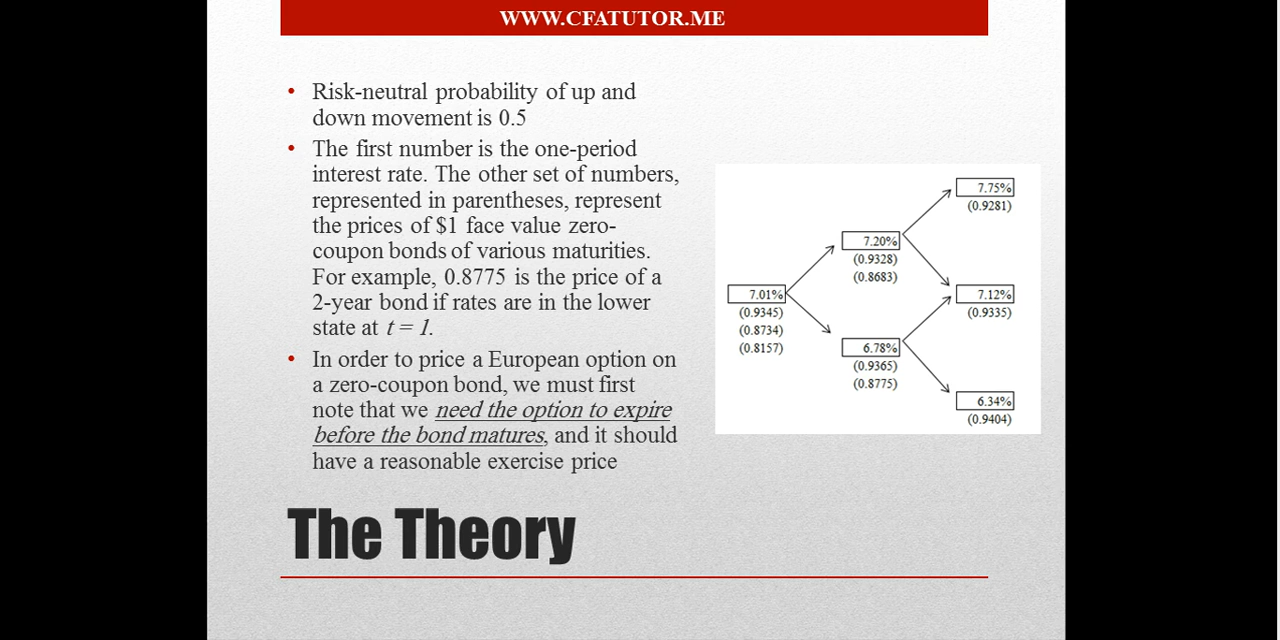 WWW.CFATUTOR.ME
• Risk-neutral probability of up and
down movement is 0.5
• The first number is the one-period
interest rate. The other set of numbers,
represented in parentheses, represent
the prices of $1 face value zero-
coupon bonds of various maturities.
For example, 0.8775 is the price of a
2-year bond if rates are in the lower
state at t = 1.
• In order to price a European option on
a zero-coupon bond, we must first
note that we need the option to expire
before the bond matures, and it should
have a reasonable exercise price
7.01%
(0.9345)
(0.8734)
(0.8157)
7.20%
(0.9328)
(0.8683)
6.78%
(0.9365)
(0.8775)
7.75%
(0.9281)
7.12%
(0.9335)
6.34%
(0.9404)
The Theory